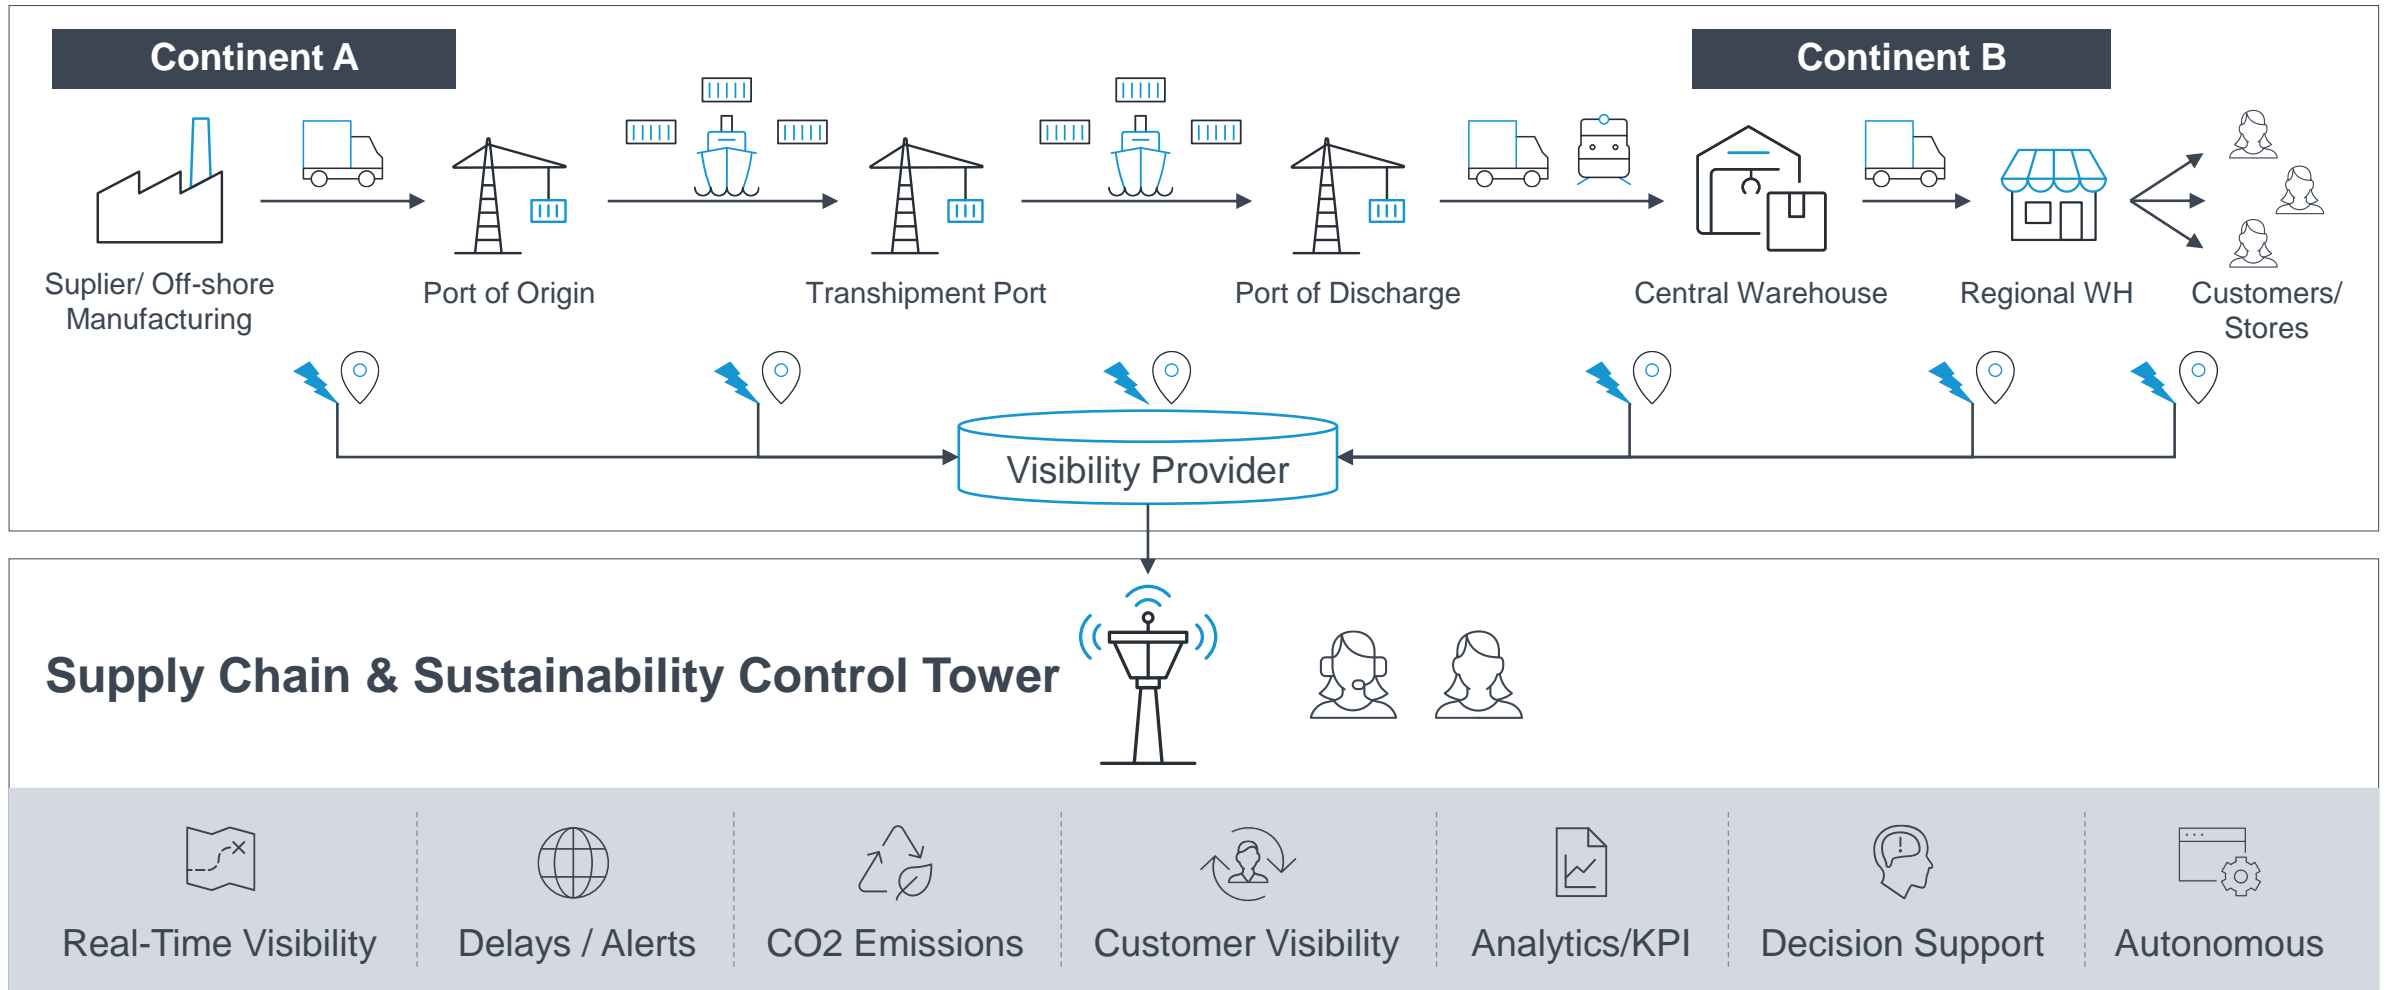 Continent A
Continent B
Suplier/ Off-shore
Manufacturing
Port of Origin
Transhipment Port
Port of Discharge
Central Warehouse
Regional WH
Customers/
Stores
Visibility Provider
Supply Chain & Sustainability Control Tower
Real-Time Visibility
Delays / Alerts
CO2 Emissions
Customer Visibility
Analytics/KPI
Decision Support
Autonomous